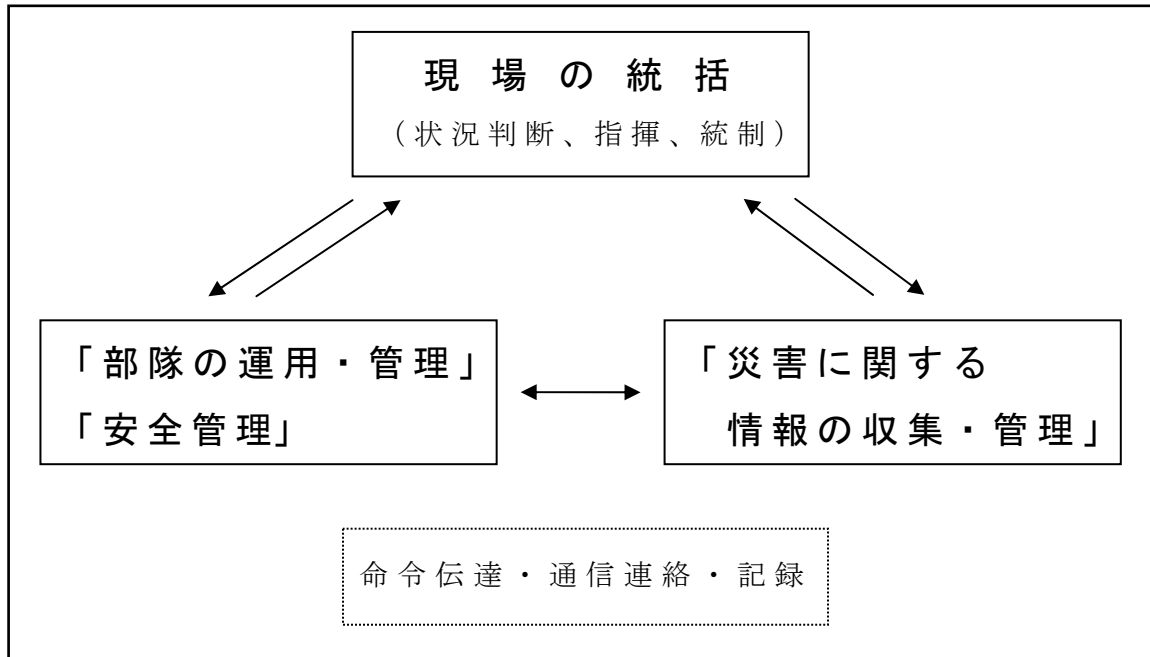 現場の統括
（状況判断、指揮、統制）
「部隊の運用・管理」
「安全管理」
「災害に関する
情報の収集・管理」
命令伝達・通信連絡・記録